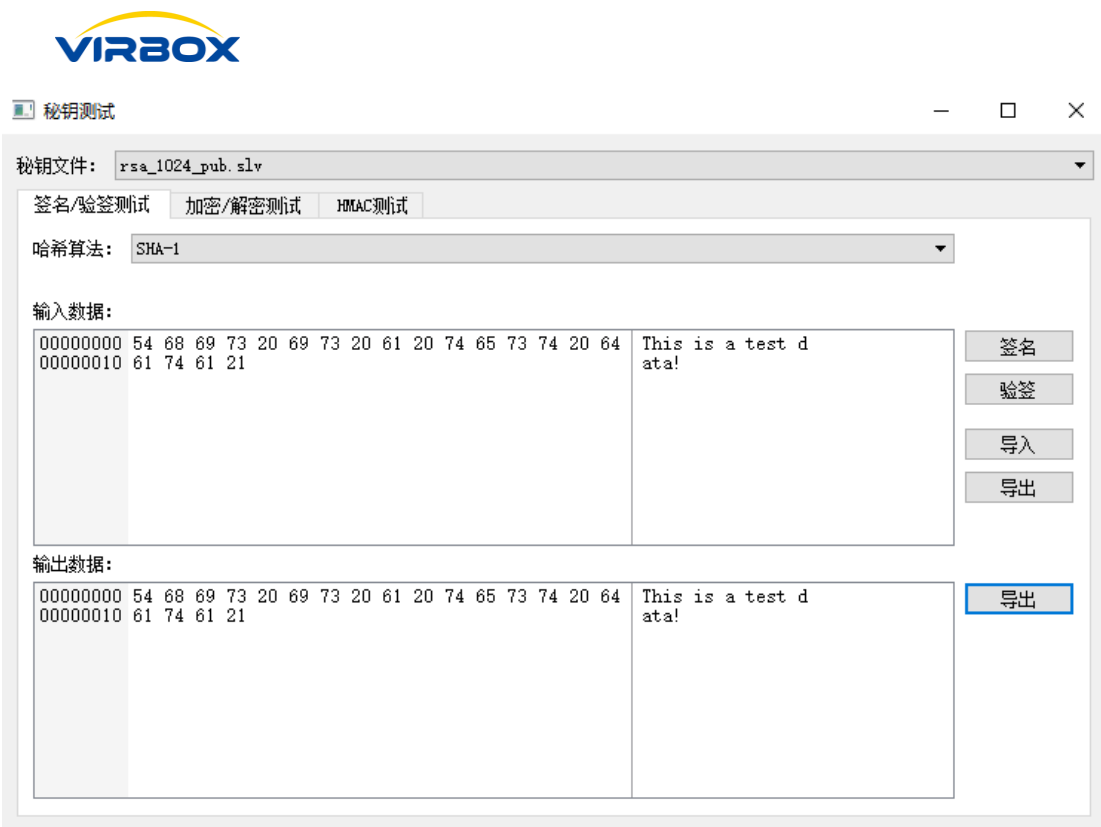 VIRBOX
秘钥测试
秘钥文件: rsa_1024_pub.slv
签名/验签测试 加密/解密测试 HMAC测试
哈希算法: SHA-1
输入数据:
00000000 54 68 69 73 20 69 73 20 61 20 74 65 73 74 20 64 This is a test d
00000010 61 74 61 21 ata!
签名
验签
导入
导出
输出数据:
00000000 54 68 69 73 20 69 73 20 61 20 74 65 73 74 20 64 This is a test d
00000010 61 74 61 21 ata!
导出